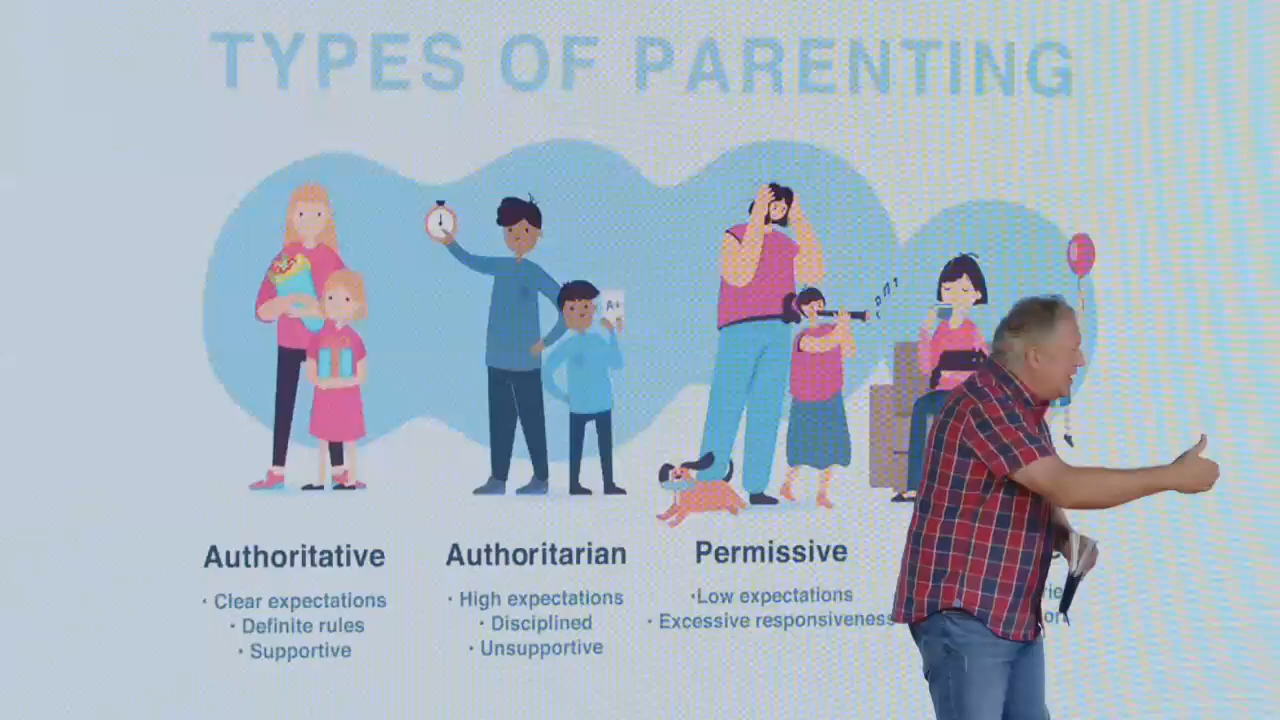 TYPES OF PARENTING
A+
Authoritative
• Clear expectations
• Definite rules
• Supportive
Authoritarian
• High expectations
• Disciplined
• Unsupportive
Permissive
•Low expectations
• Excessive responsiveness